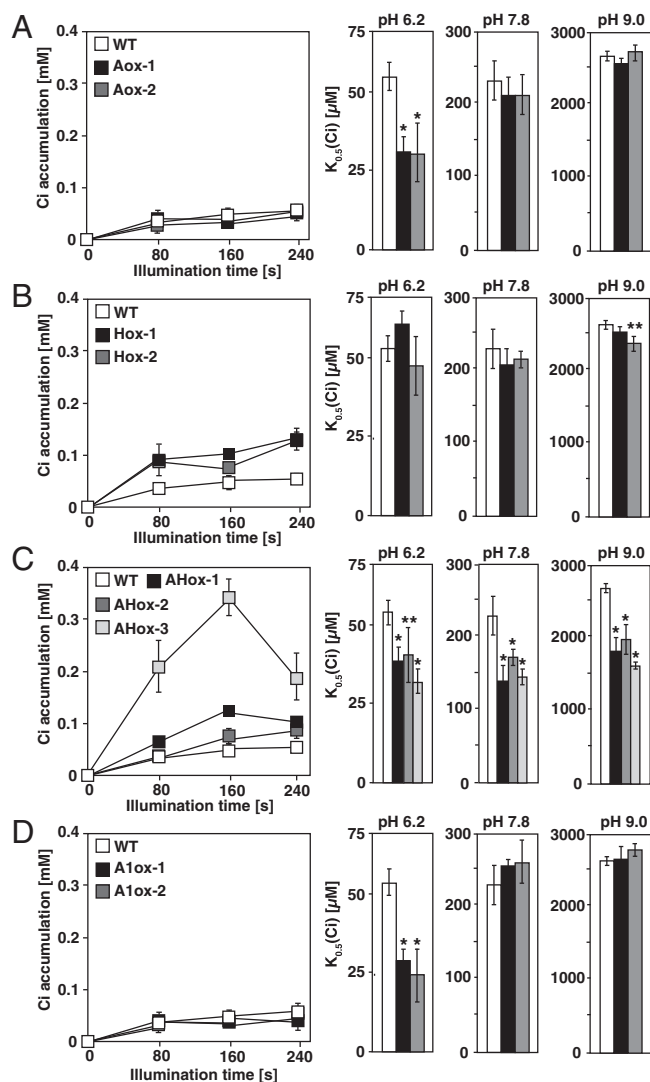 A
Ci accumulation [mM]
0.4
0.3
0.2
0.1
0
WT
Aox-1
Aox-2
0 80 160 240
Illumination time [s]
K0.5(Ci) [µM]
pH 6.2
75
50
25
0
* *
pH 7.8
300
200
100
0
pH 9.0
3000
2000
1000
0
B
Ci accumulation [mM]
0.4
0.3
0.2
0.1
0
WT
Hox-1
Hox-2
0 80 160 240
Illumination time [s]
K0.5(Ci) [µM]
pH 6.2
75
50
25
0
pH 7.8
300
200
100
0
pH 9.0
3000
2000
1000
0
**
C
Ci accumulation [mM]
0.4
0.3
0.2
0.1
0
WT AHox-1
AHox-2
AHox-3
0 80 160 240
Illumination time [s]
K0.5(Ci) [µM]
pH 6.2
75
50
25
0
* ** *
pH 7.8
300
200
100
0
* * *
pH 9.0
3000
2000
1000
0
* * *
D
Ci accumulation [mM]
0.4
0.3
0.2
0.1
0
WT
A1ox-1
A1ox-2
0 80 160 240
Illumination time [s]
K0.5(Ci) [µM]
pH 6.2
75
50
25
0
* *
pH 7.8
300
200
100
0
pH 9.0
3000
2000
1000
0